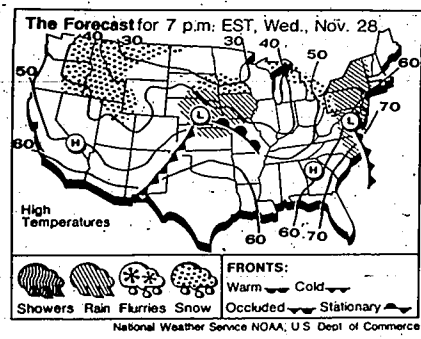 The Forecast for 7 p.m. EST, Wed., Nov. 28
40 30 30 40
50 50 60
70
60
L L
H H
High
Temperatures
60 60 70
FRONTS:
Warm Cold
Showers Rain Flurries Snow
Occluded Stationary
National Weather Service NOAA, U S Dept of Commerce